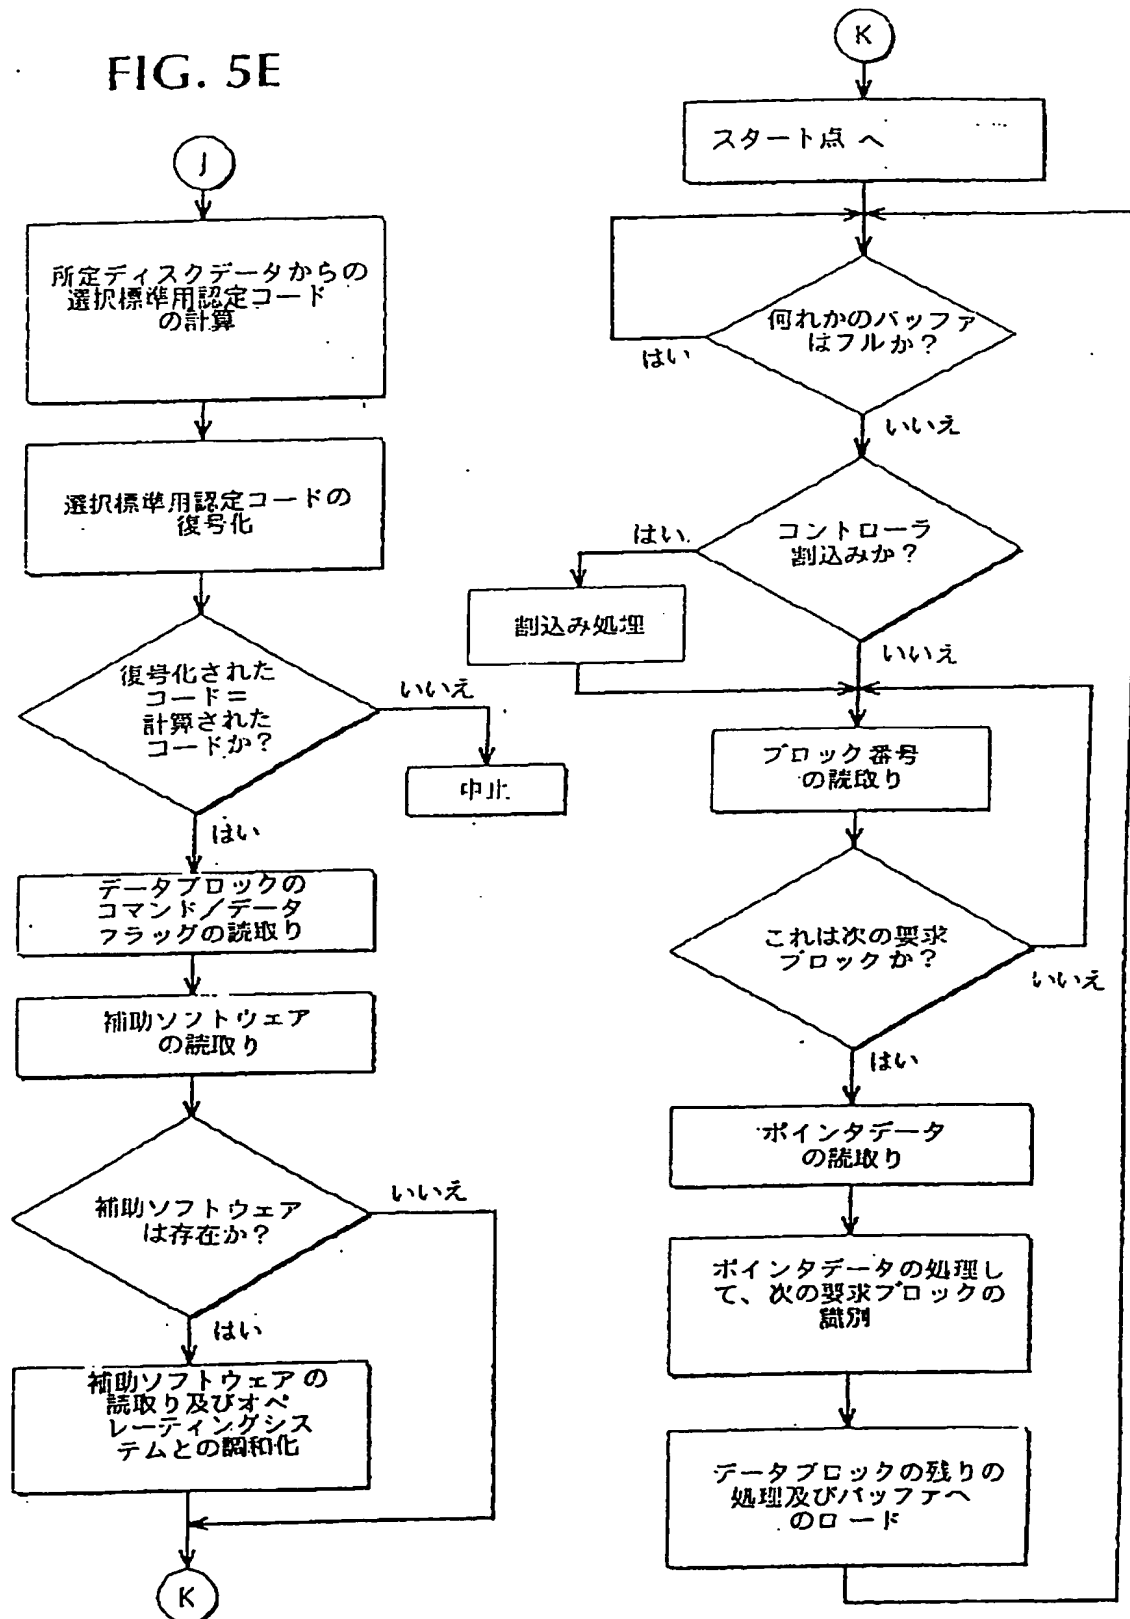 FIG. 5E
J
所定ディスクデータからの
選択標準用認定コード
の計算
選択標準用認定コードの
復号化
復号化された
コード＝
計算された
コードか？
いいえ
中止
はい
データブロックの
コマンド／データ
フラッグの読取り
補助ソフトウェア
の読取り
補助ソフトウェア
は存在か？
いいえ
はい
補助ソフトウェアの
読取り及びオペ
レーティングシス
テムとの調和化
K
K
スタート点 へ
何れかのバッファ
はフルか？
はい
いいえ
コントローラ
割込みか？
はい
割込み処理
いいえ
ブロック番号
の読取り
これは次の要求
ブロックか？
いいえ
はい
ポインタデータ
の読取り
ポインタデータの処理し
て、次の要求ブロックの
識別
データブロックの残りの
処理及びバッファへ
のロード